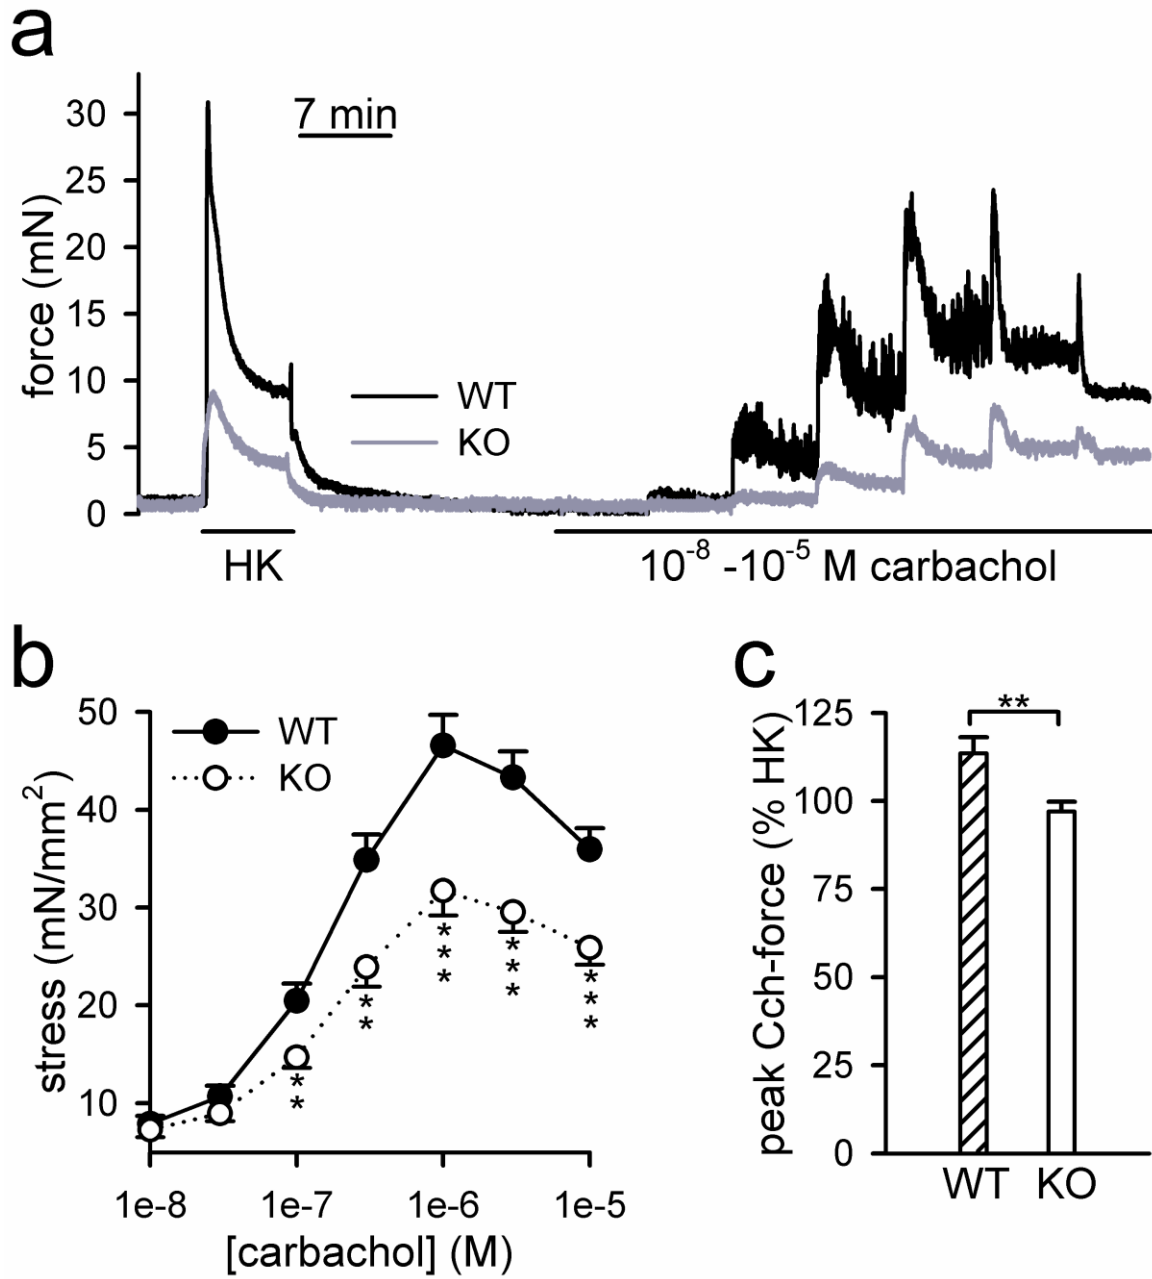 a
force (mN)
30
25
20
15
10
5
0
7 min
WT
KO
HK
10⁻⁸ -10⁻⁵ M carbachol
b
stress (mN/mm²)
50
40
30
20
10
WT
KO
**
**
***
***
***
1e-8 1e-7 1e-6 1e-5
[carbachol] (M)
c
peak Cch-force (% HK)
125
100
75
50
25
0
**
WT KO